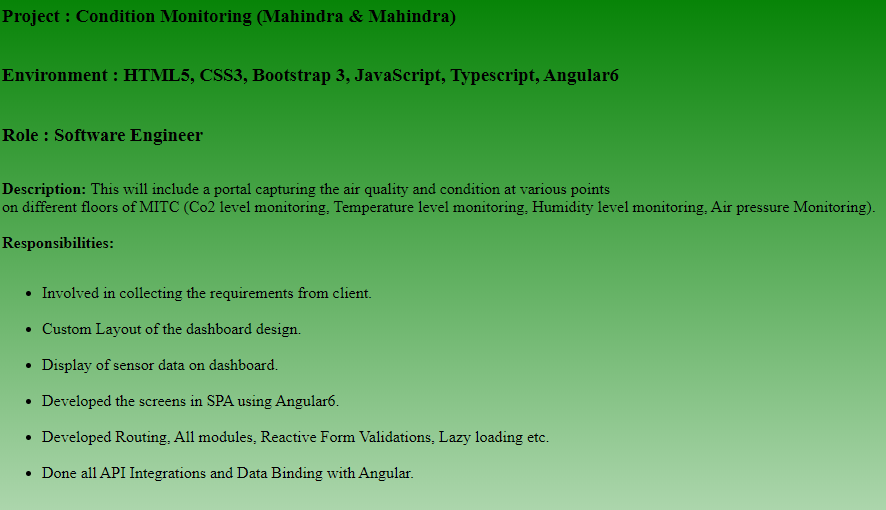 Project : Condition Monitoring (Mahindra & Mahindra)
Environment : HTML5, CSS3, Bootstrap 3, JavaScript, Typescript, Angular6
Role : Software Engineer
Description: This will include a portal capturing the air quality and condition at various points
on different floors of MITC (Co2 level monitoring, Temperature level monitoring, Humidity level monitoring, Air pressure Monitoring).
Responsibilities:
• Involved in collecting the requirements from client.
• Custom Layout of the dashboard design.
• Display of sensor data on dashboard.
• Developed the screens in SPA using Angular6.
• Developed Routing, All modules, Reactive Form Validations, Lazy loading etc.
• Done all API Integrations and Data Binding with Angular.